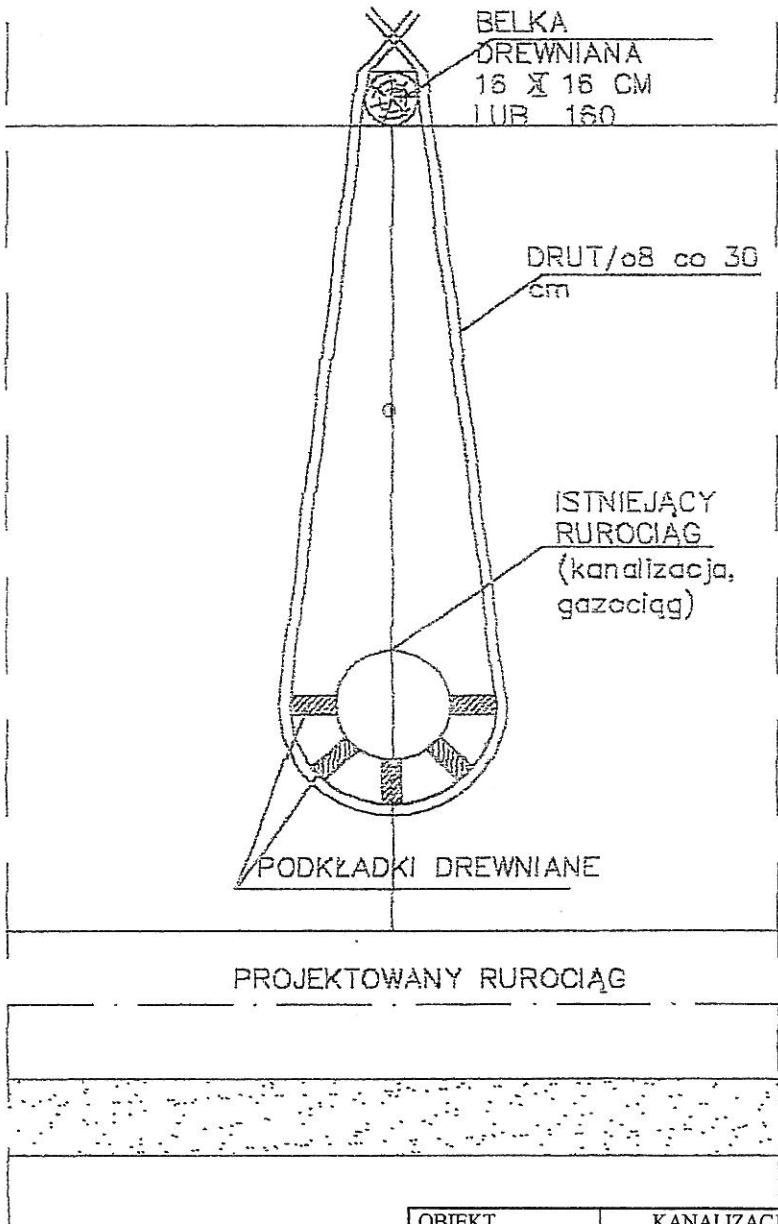 BELKA
DREWNIANA
16 X 16 CM
LUB 160
DRUT/o8 co 30
cm
ISTNIEJĄCY
RUROCIĄG
(kanalizacja,
gazociąg)
PODKŁADKI DREWNIANE
PROJEKTOWANY RUROCIĄG
OBIEKT